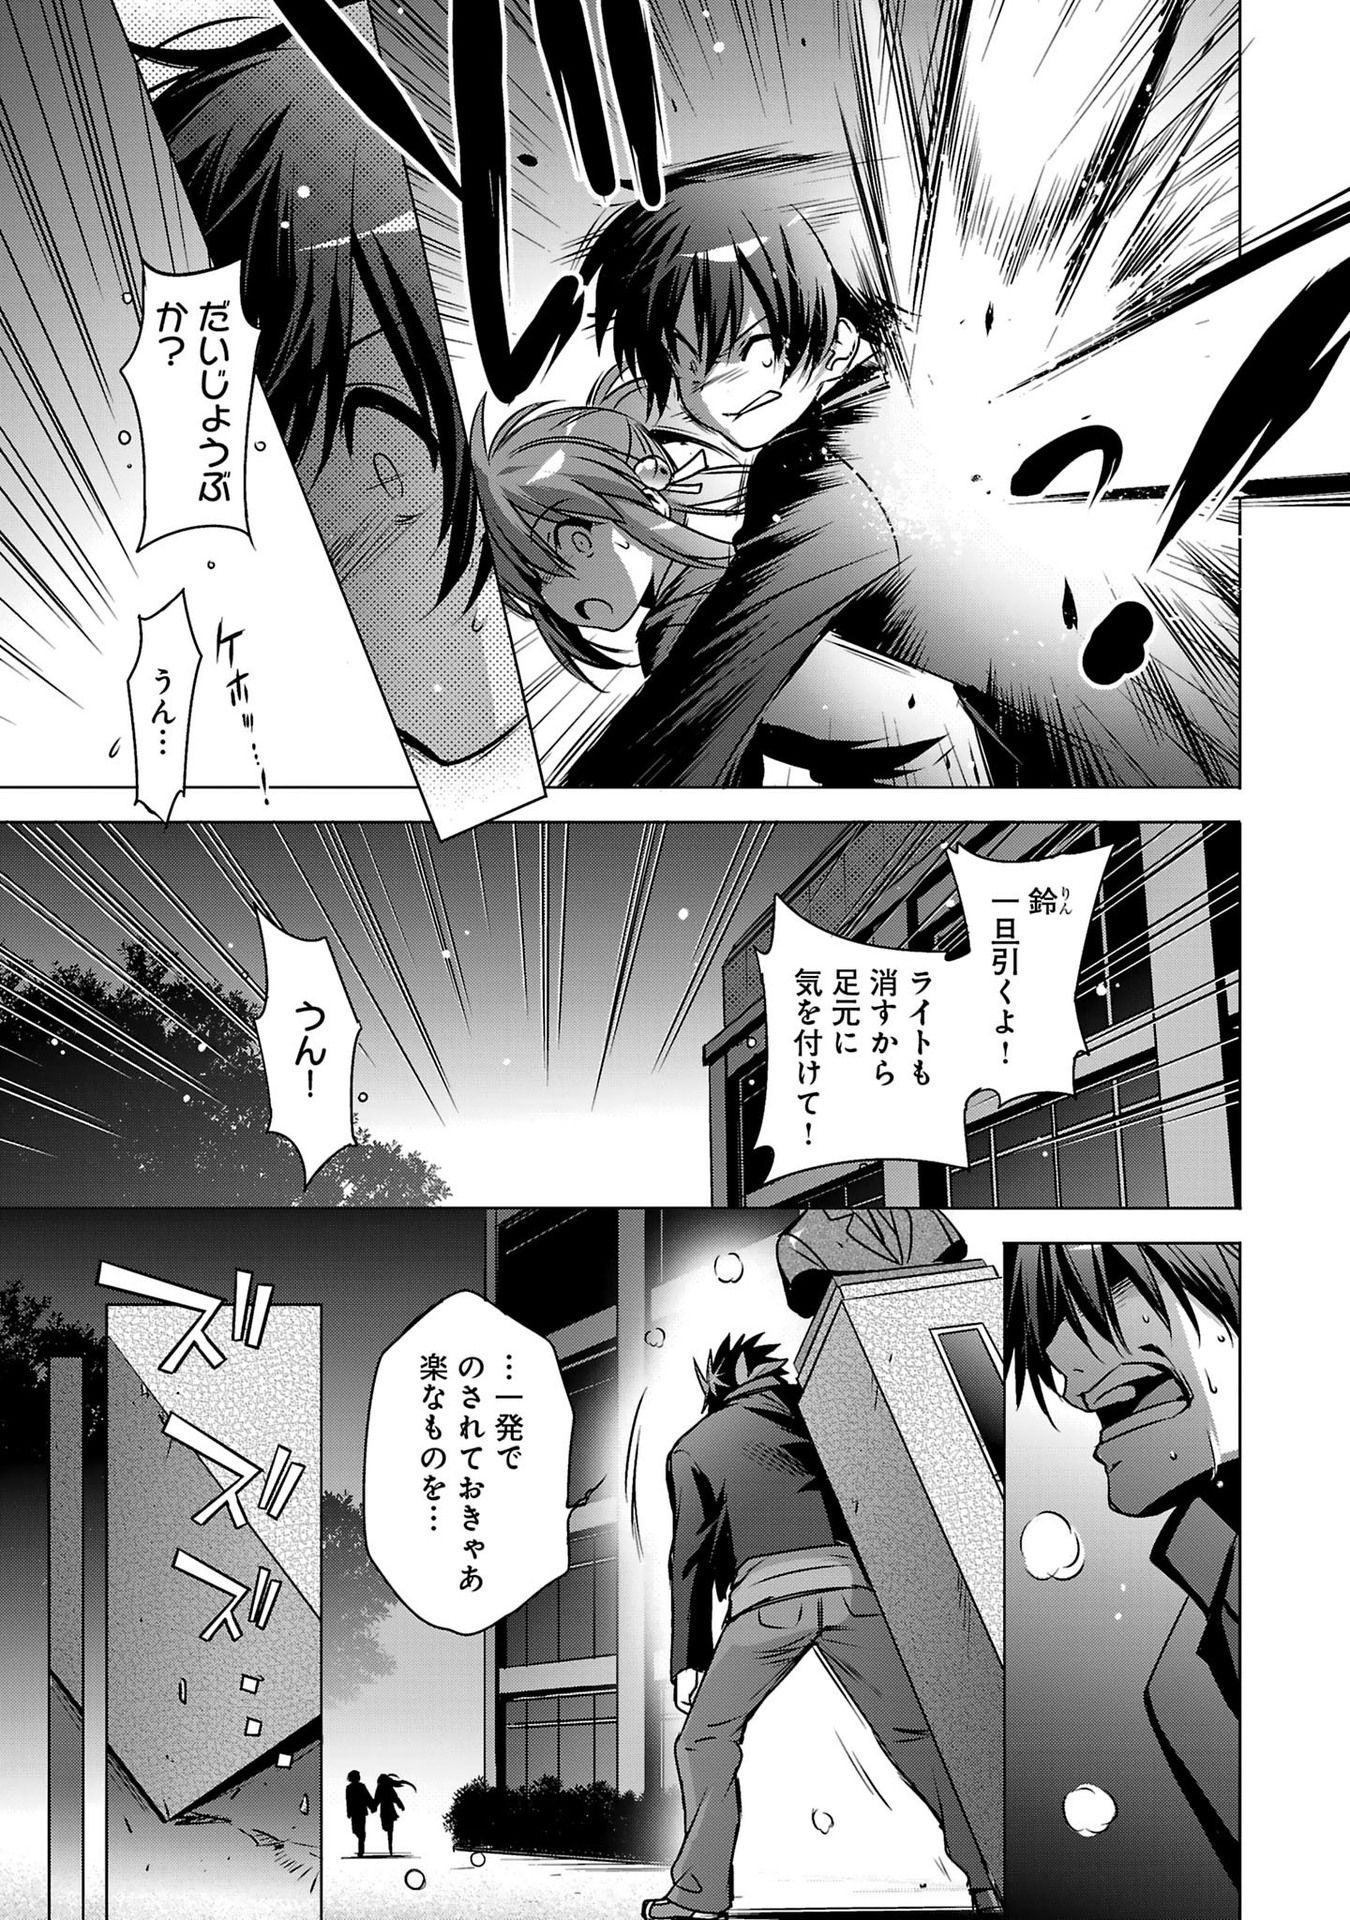 だいじょうぶ
か?
ケホッ…
うん…
鈴
りん
一旦引くよ!
ライトも
消すから
足元に
気を付けて!
うん!
…一発で
のされておきゃあ
楽なものを…
ズズ
ズズ
ズズ